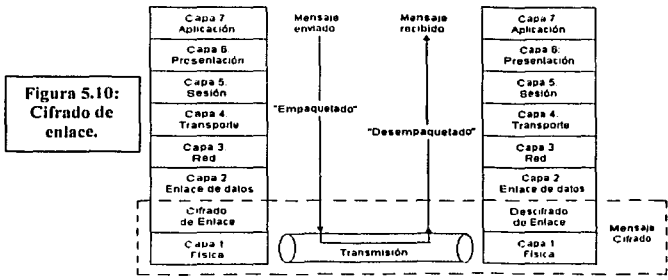 Figura 5.10:
Cifrado de
enlace.
Capa 7
Aplicación
Capa 6.
Presentación
Capa 5.
Sesión
Capa 4.
Transporte
Capa 3.
Red
Capa 2
Enlace de datos
Cifrado
de Enlace
Capa 1
Física
Mensaje
enviado
Mensaje
recibido
"Empaquetado"
"Desempaquetado"
Transmisión
Capa 7
Aplicación
Capa 6:
Presentación
Capa 5
Sesión
Capa 4.
Transporte
Capa 3
Red
Capa 2
Enlace de datos
Descifrado
de Enlace
Capa 1
Física
Mensaje
Cifrado